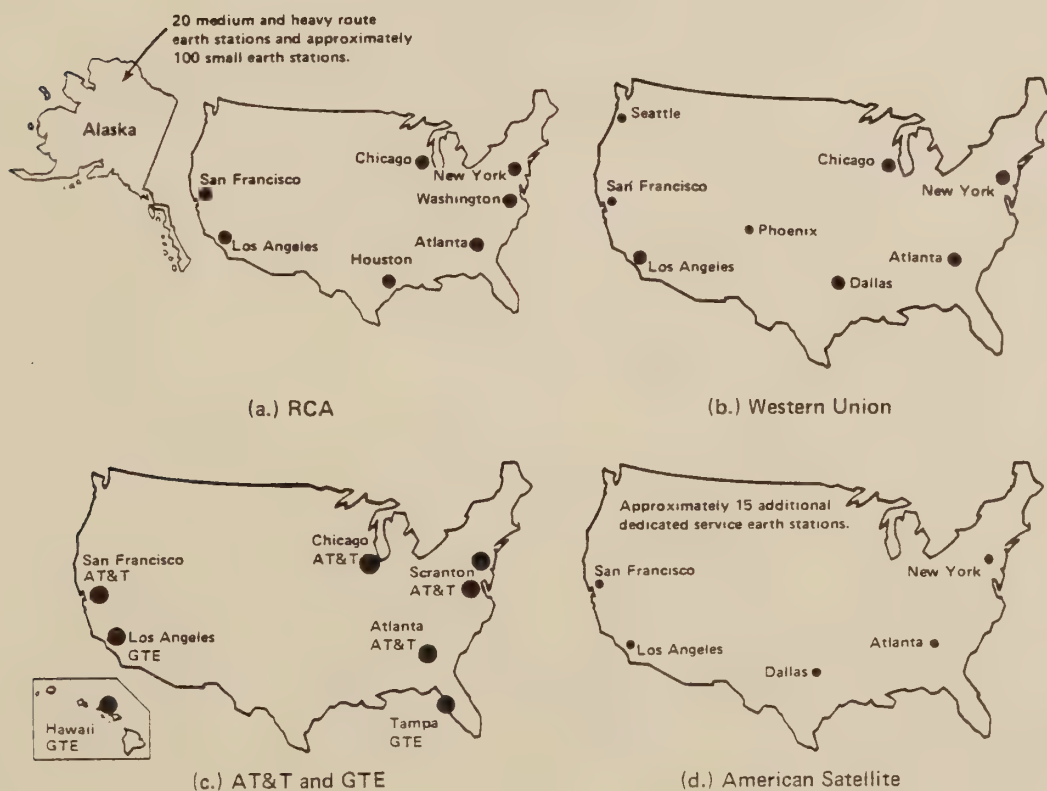 20 medium and heavy route
earth stations and approximately
100 small earth stations.
Alaska
San Francisco
Los Angeles
Chicago
New York
Washington
Atlanta
Houston
(a.) RCA
Seattle
San Francisco
Los Angeles
Phoenix
Chicago
New York
Atlanta
Dallas
(b.) Western Union
San Francisco
AT&T
Los Angeles
GTE
Chicago
AT&T
Scranton
AT&T
Atlanta
AT&T
Tampa
GTE
Hawaii
GTE
(c.) AT&T and GTE
Approximately 15 additional
dedicated service earth stations.
San Francisco
Los Angeles
New York
Atlanta
Dallas
(d.) American Satellite